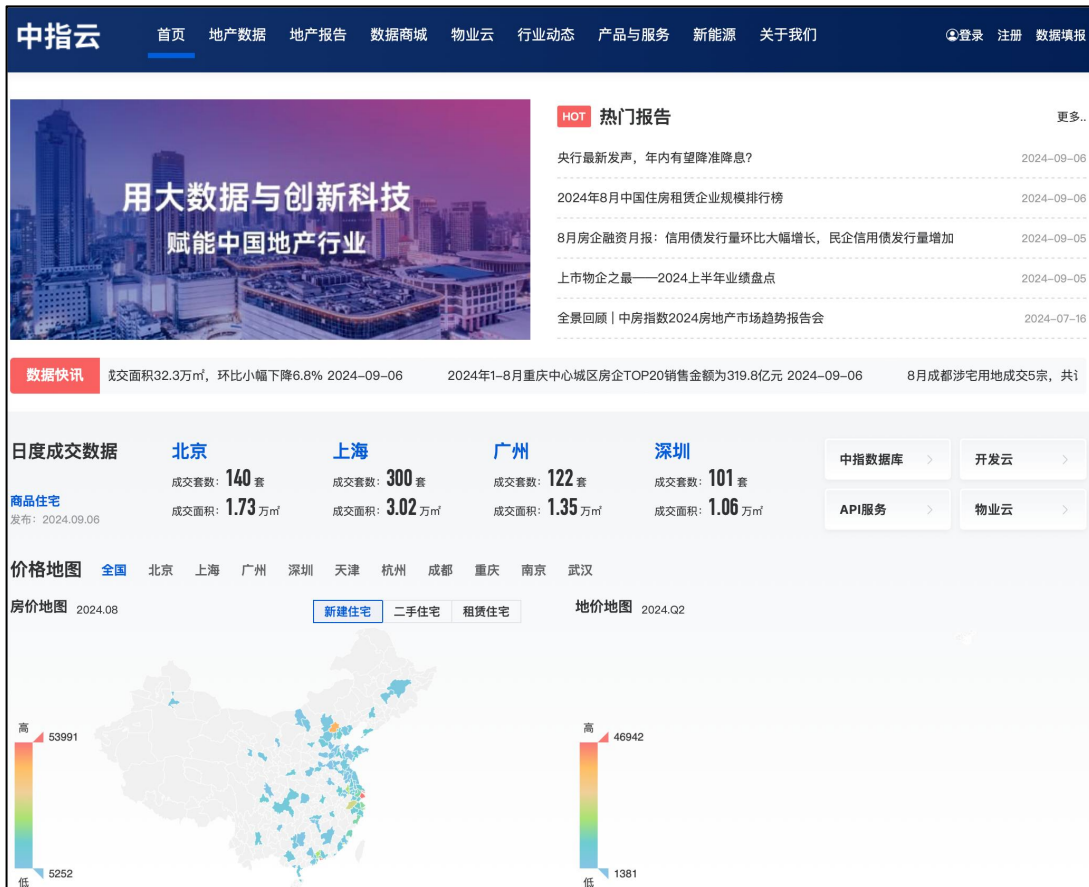 中指云
首页 地产数据 地产报告 数据商城 物业云 行业动态 产品与服务 新能源 关于我们 登录 注册 数据填报
用大数据与创新科技
赋能中国地产行业
HOT 热门报告 更多..
央行最新发声，年内有望降准降息? 2024-09-06
2024年8月中国住房租赁企业规模排行榜 2024-09-06
8月房企融资月报：信用债发行量环比大幅增长，民企信用债发行量增加 2024-09-05
上市物企之最——2024上半年业绩盘点 2024-09-05
全景回顾 | 中房指数2024房地产市场趋势报告会 2024-07-16
数据快讯 成交面积32.3万㎡，环比小幅下降6.8% 2024-09-06 2024年1-8月重庆中心城区房企TOP20销售金额为319.8亿元 2024-09-06 8月成都涉宅用地成交5宗，共
日度成交数据
商品住宅
发布：2024.09.06
北京
成交套数：140 套
成交面积：1.73 万㎡
上海
成交套数：300 套
成交面积：3.02 万㎡
广州
成交套数：122 套
成交面积：1.35 万㎡
深圳
成交套数：101 套
成交面积：1.06 万㎡
中指数据库 开发云
API服务 物业云
价格地图 全国 北京 上海 广州 深圳 天津 杭州 成都 重庆 南京 武汉
房价地图 2024.08 新建住宅 二手住宅 租赁住宅
高
53991
5252
低
地价地图 2024.Q2
高
46942
1381
低